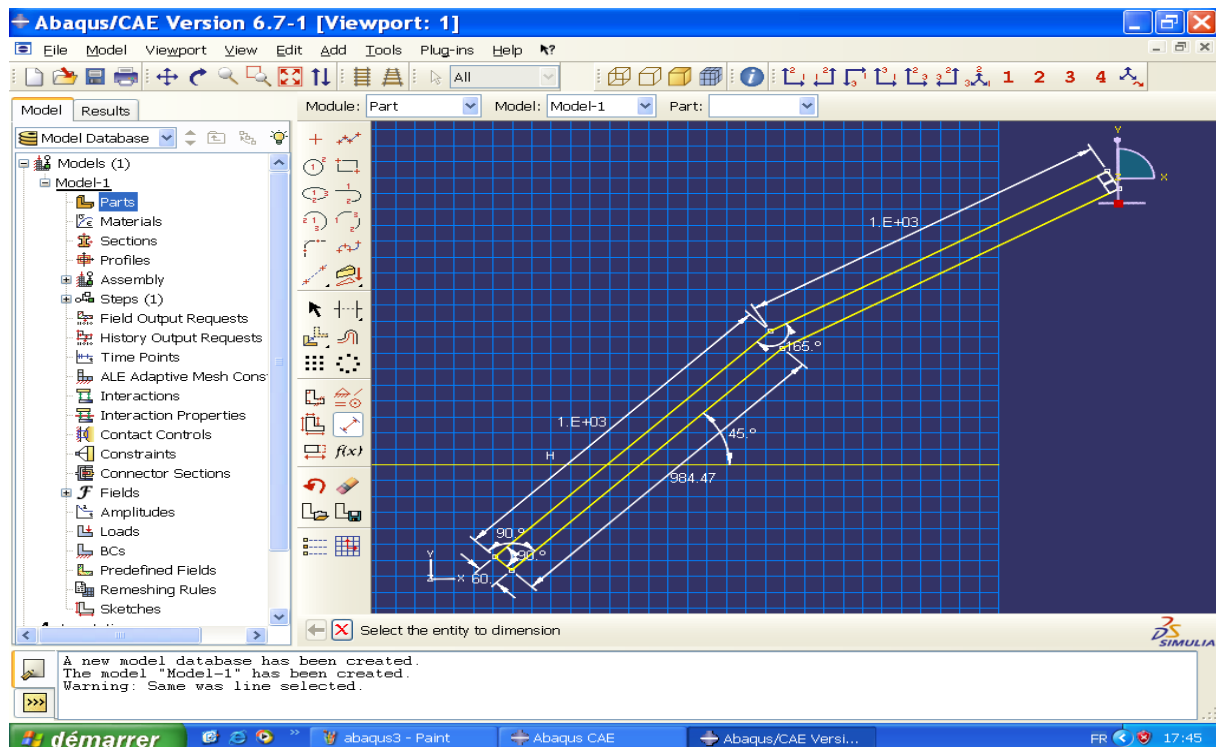 Abaqus/CAE Version 6.7-1 [Viewport: 1]
File Model Viewport View Edit Add Tools Plug-ins Help
All
1 2 3 4
Model Results
Module: Part Model: Model-1 Part:
Model Database
Models (1)
Model-1
Parts
Materials
Sections
Profiles
Assembly
Steps (1)
Field Output Requests
History Output Requests
Time Points
ALE Adaptive Mesh Cons
Interactions
Interaction Properties
Contact Controls
Constraints
Connector Sections
Fields
Amplitudes
Loads
BCs
Predefined Fields
Remeshing Rules
Sketches
f(x)
Y
X
1.E+03
165.°
1.E+03
45.°
H
984.47
90.°
90.°
Y
X
60.
Select the entity to dimension
SIMULIA
A new model database has been created.
The model "Model-1" has been created.
Warning: Same was line selected.
>>>
démarrer
abaqus3 - Paint
Abaqus CAE
Abaqus/CAE Versi...
FR
17:45